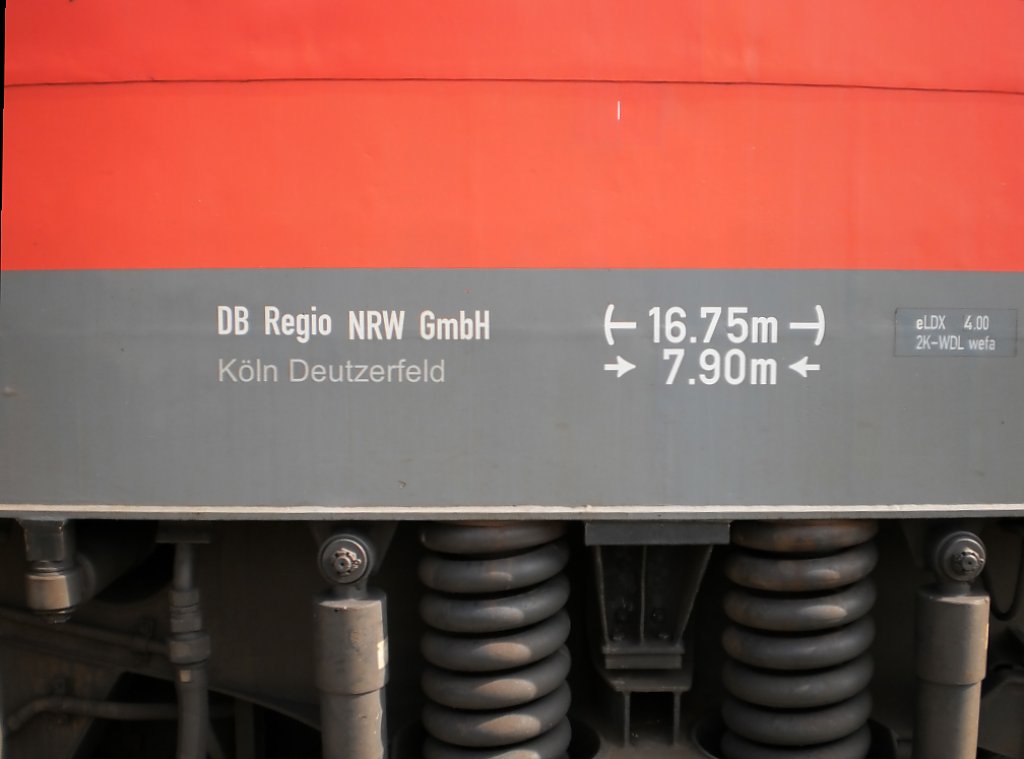 DB Regio NRW GmbH
Köln Deutzerfeld
16.75m
7.90m
eLDX 4.00
2K-WDL wefa